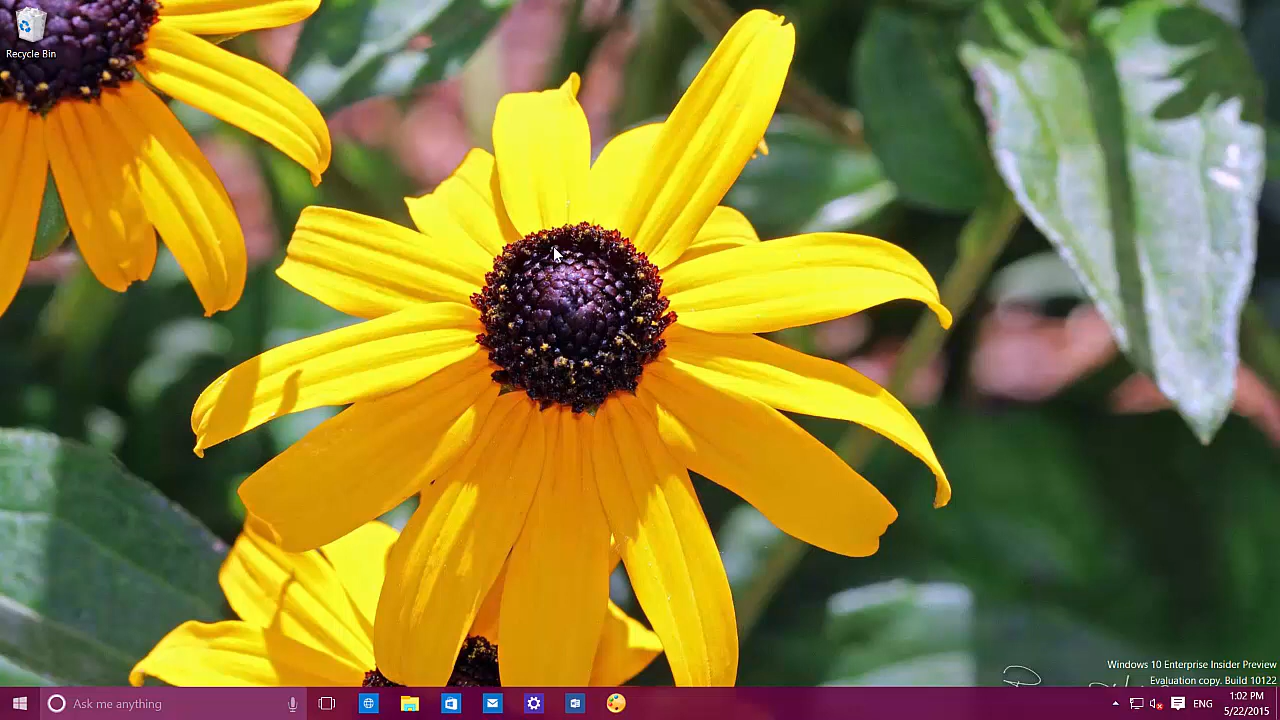 Recycle Bin
Windows 10 Enterprise Insider Preview
Evaluation copy. Build 10122
Ask me anything
ENG
1:02 PM
5/22/2015